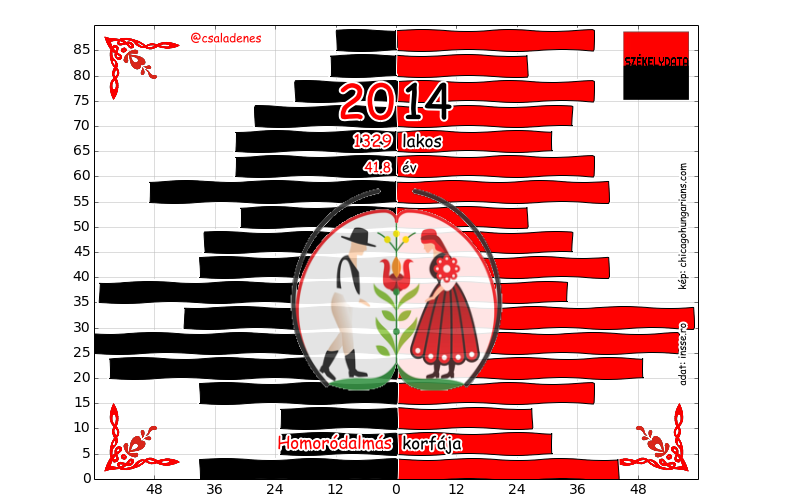 @csaladenes
SZÉKELYDATA
2014
1329 lakos
41.8 év
kép: chicagohungarians.com
adat: insse.ro
Homoródalmás korfája
85
80
75
70
65
60
55
50
45
40
35
30
25
20
15
10
5
0
48 36 24 12 0 12 24 36 48